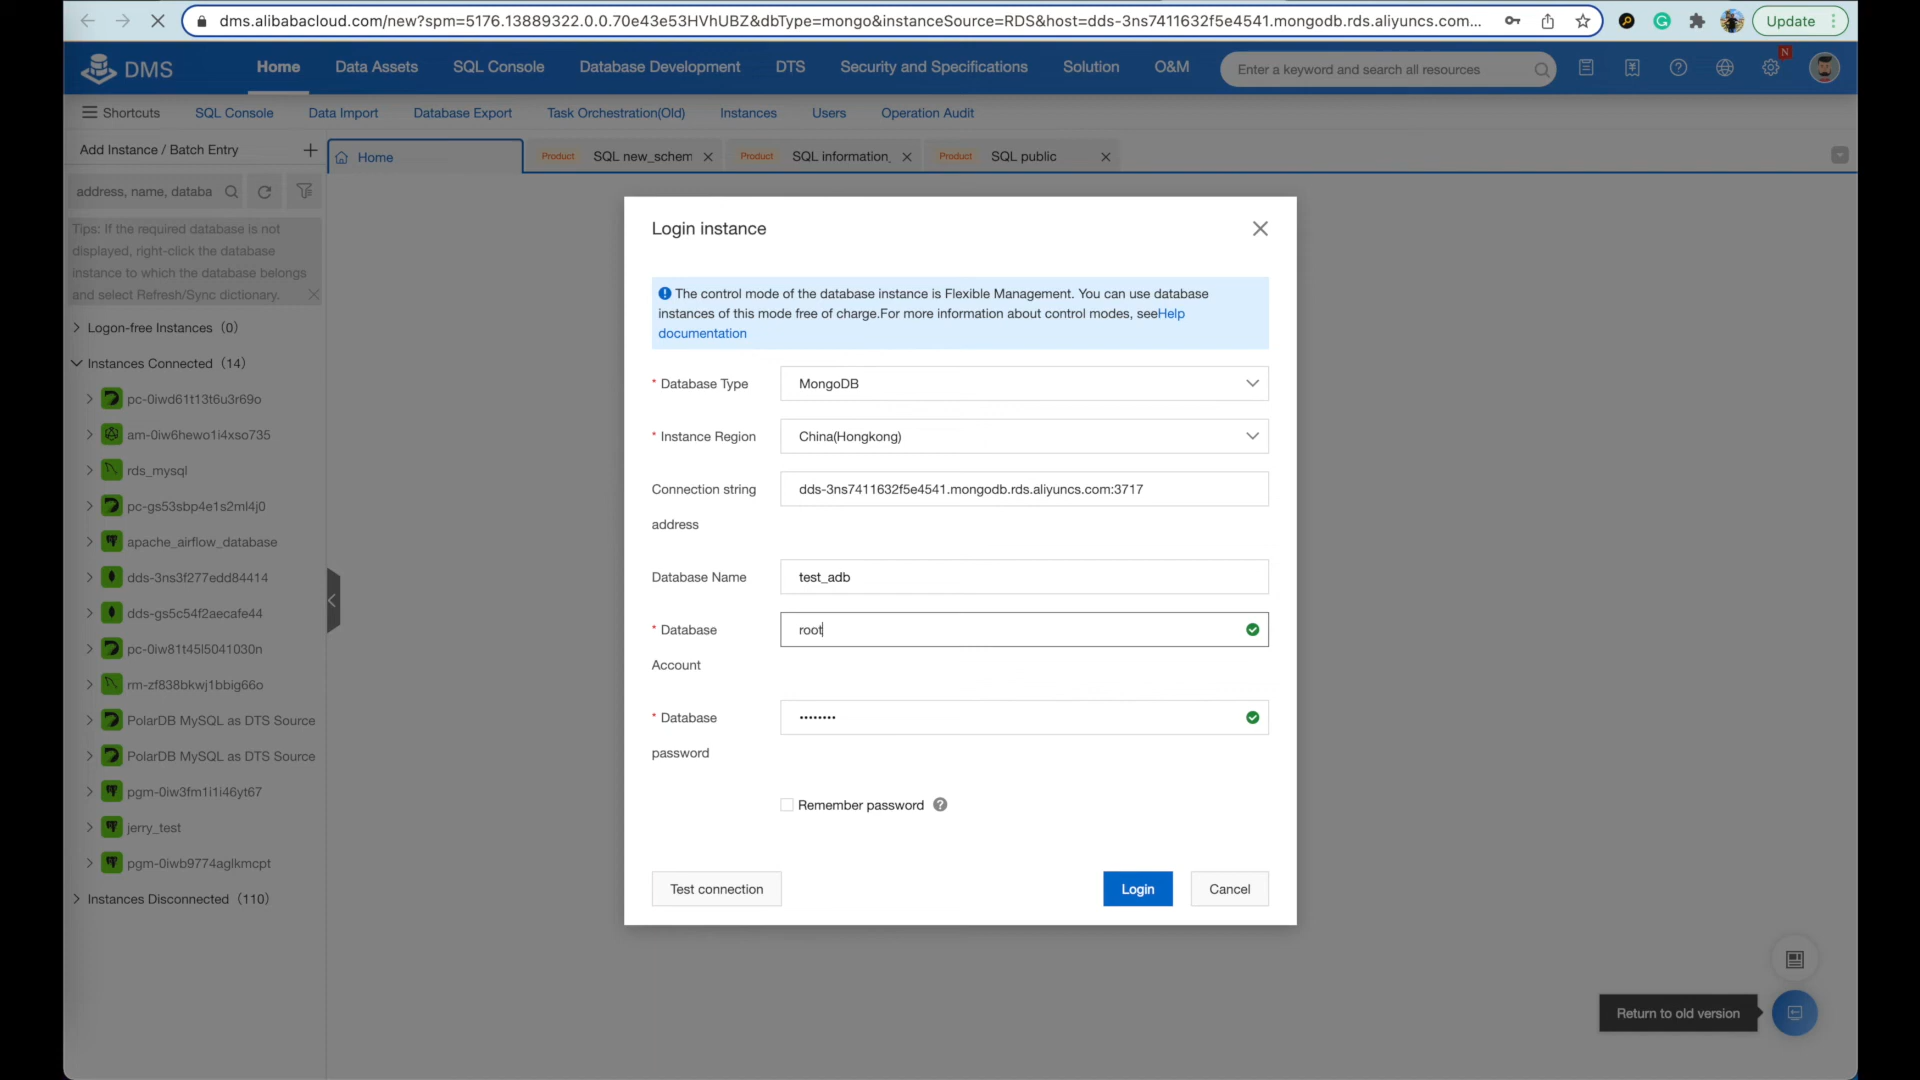 dms.alibabacloud.com/new?spm=5176.13889322.0.0.70e43e53HVhUBZ&dbType=mongo&instanceSource=RDS&host=dds-3ns7411632f5e4541.mongodb.rds.aliyuncs.com...
Update
DMS
Home
Data Assets
SQL Console
Database Development
DTS
Security and Specifications
Solution
O&M
Enter a keyword and search all resources
N
Shortcuts
SQL Console
Data Import
Database Export
Task Orchestration(Old)
Instances
Users
Operation Audit
Add Instance / Batch Entry
Home
Product SQL new_schem
Product SQL information_
Product SQL public
address, name, databa
Tips: If the required database is not
displayed, right-click the database
instance to which the database belongs
and select Refresh/Sync dictionary.
Logon-free Instances (0)
Instances Connected (14)
pc-0iwd61t13t6u3r69o
am-0iw6hewo1i4xso735
rds_mysql
pc-gs53sbp4e1s2ml4j0
apache_airflow_database
dds-3ns3f277edd84414
dds-gs5c54f2aecafe44
pc-0iw81t45l5041030n
rm-zf838bkwj1bbig66o
PolarDB MySQL as DTS Source
PolarDB MySQL as DTS Source
pgm-0iw3fm1i1i46yt67
jerry_test
pgm-0iwb9774aglkmcpt
Instances Disconnected (110)
Login instance
The control mode of the database instance is Flexible Management. You can use database
instances of this mode free of charge.For more information about control modes, seeHelp
documentation
* Database Type
MongoDB
* Instance Region
China(Hongkong)
Connection string
address
dds-3ns7411632f5e4541.mongodb.rds.aliyuncs.com:3717
Database Name
test_adb
* Database
Account
root
* Database
password
••••••••
Remember password
Test connection
Login
Cancel
Return to old version